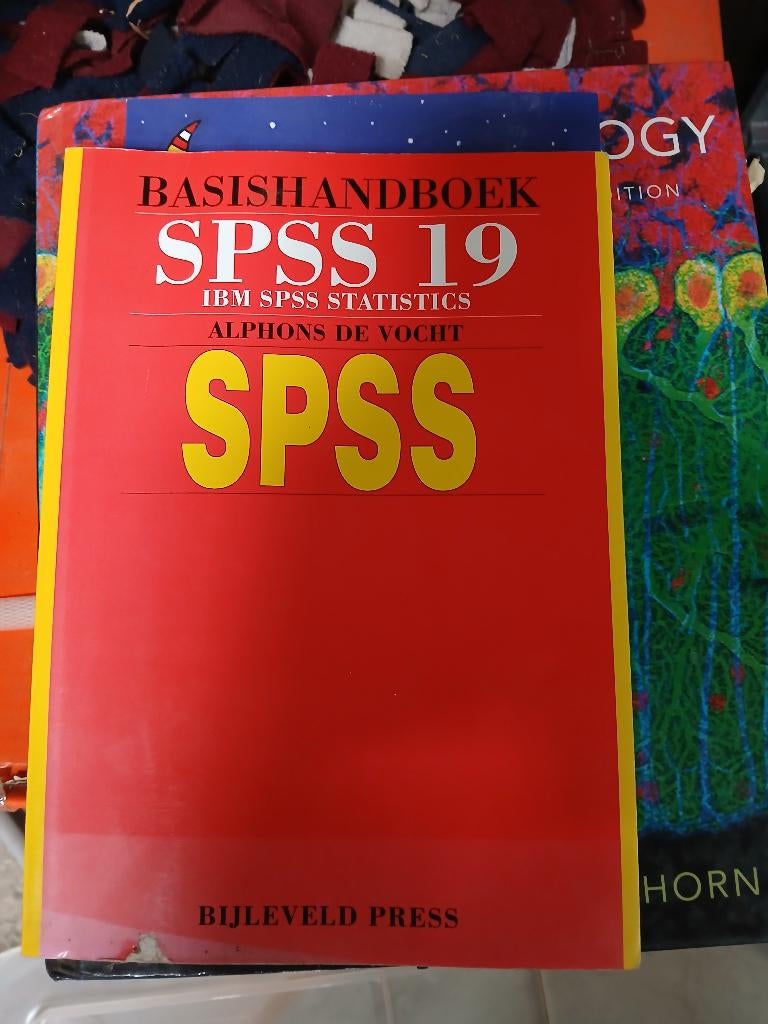 BASISHANDBOEK
SPSS 19
IBM SPSS STATISTICS
ALPHONS DE VOCHT
SPSS
BIJLEVELD PRESS
OGY
ITION
HORN